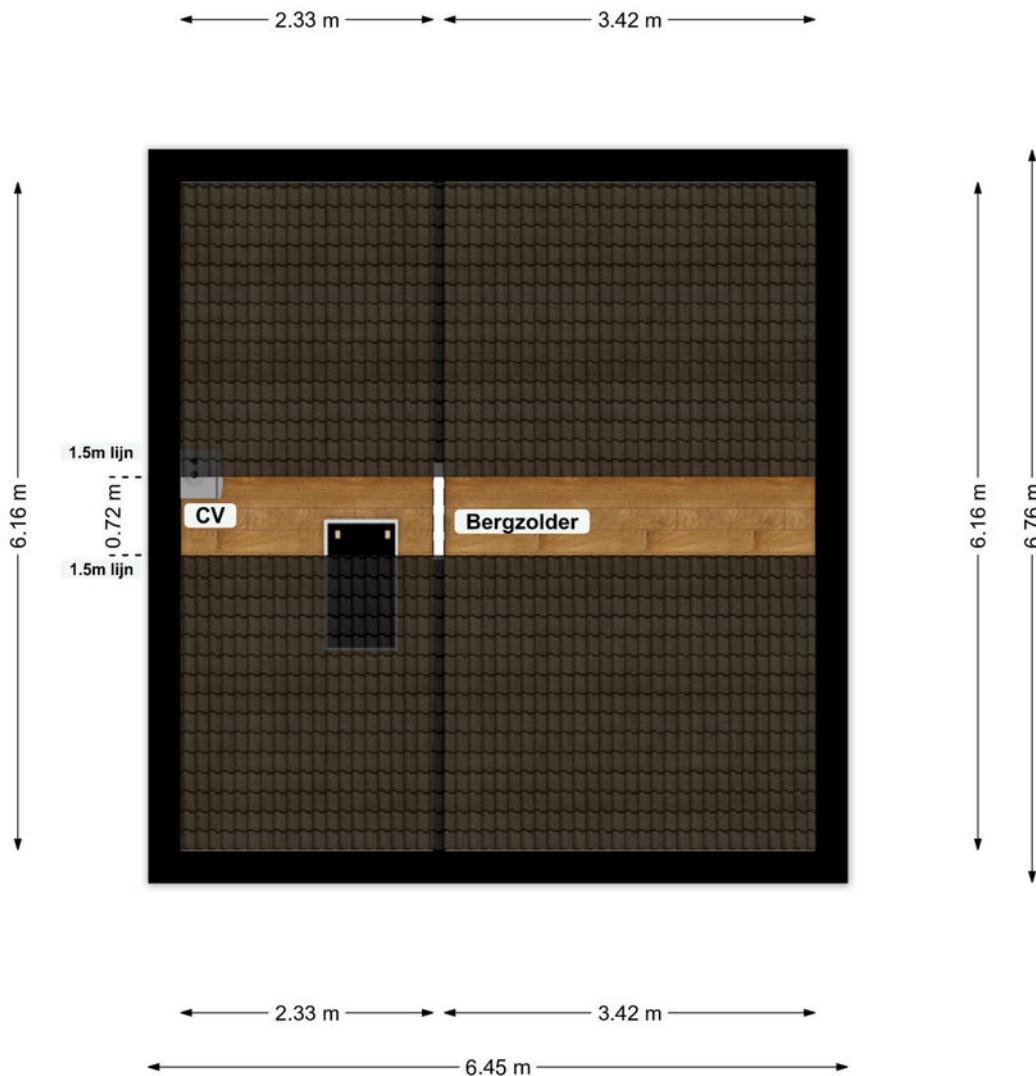 2.33 m
3.42 m
1.5m lijn
6.16 m
0.72 m
CV
Bergzolder
6.16 m
6.76 m
1.5m lijn
2.33 m
3.42 m
6.45 m